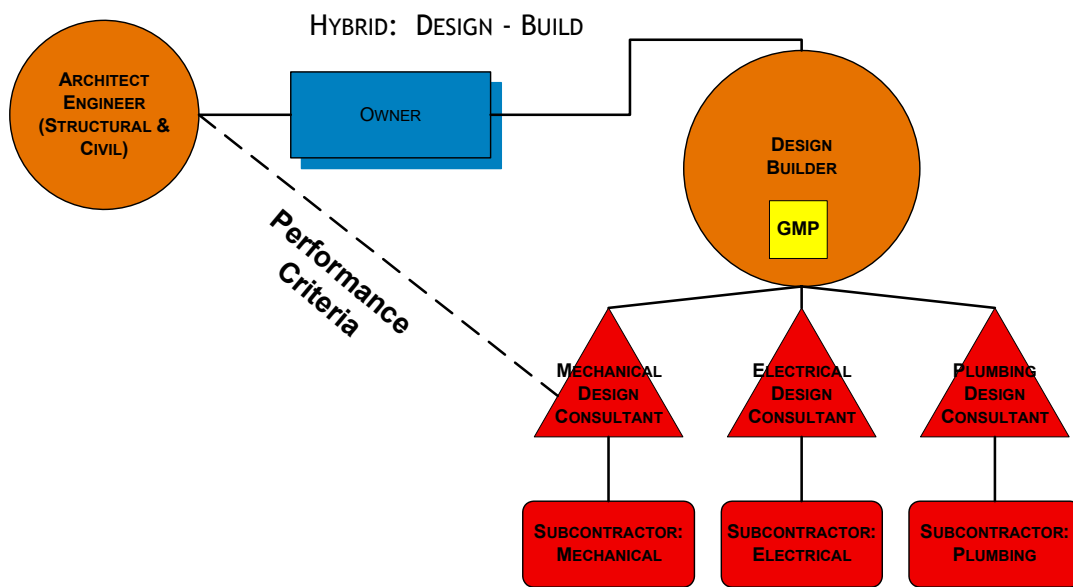 HYBRID: DESIGN - BUILD
ARCHITECT
ENGINEER
(STRUCTURAL &
CIVIL)
OWNER
DESIGN
BUILDER
GMP
Performance
Criteria
MECHANICAL
DESIGN
CONSULTANT
ELECTRICAL
DESIGN
CONSULTANT
PLUMBING
DESIGN
CONSULTANT
SUBCONTRACTOR:
MECHANICAL
SUBCONTRACTOR:
ELECTRICAL
SUBCONTRACTOR:
PLUMBING